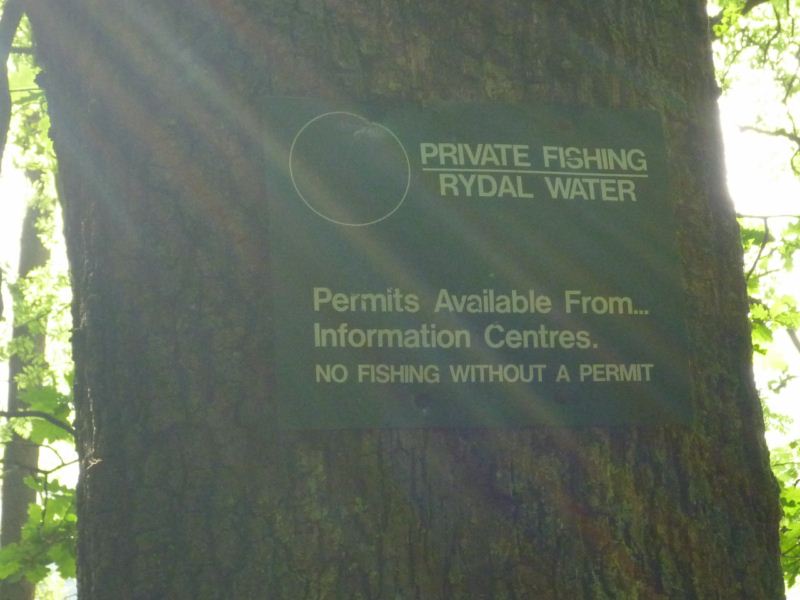 PRIVATE FISHING
RYDAL WATER
Permits Available From...
Information Centres.
NO FISHING WITHOUT A PERMIT